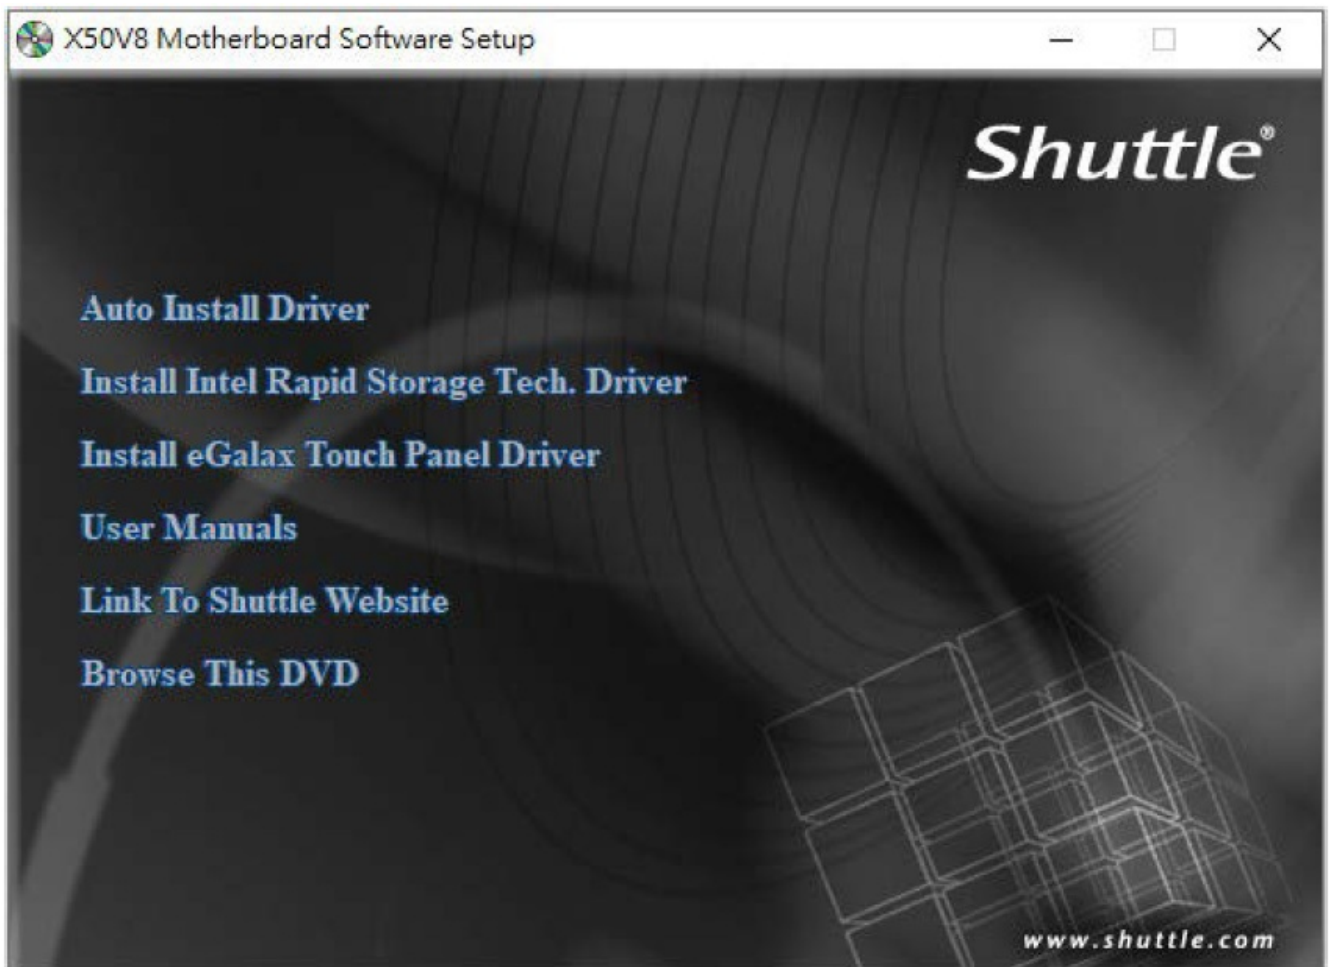 X50V8 Motherboard Software Setup
Shuttle®
Auto Install Driver
Install Intel Rapid Storage Tech. Driver
Install eGalax Touch Panel Driver
User Manuals
Link To Shuttle Website
Browse This DVD
www.shuttle.com